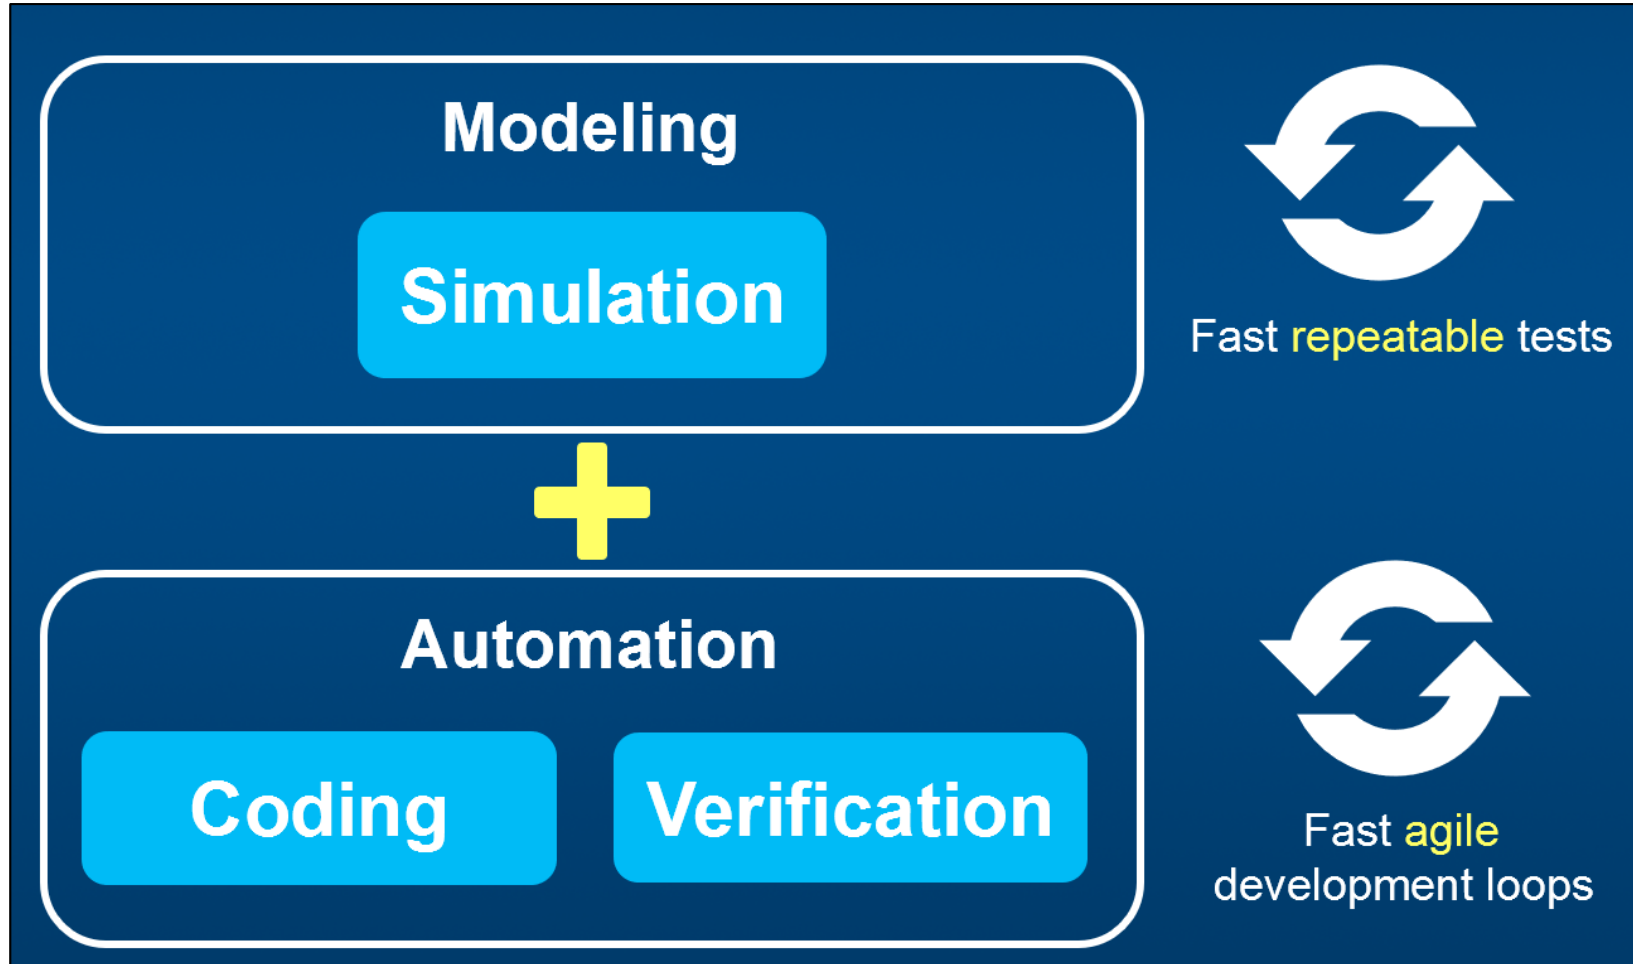 Modeling
Simulation
Fast repeatable tests
Automation
Coding
Verification
Fast agile
development loops